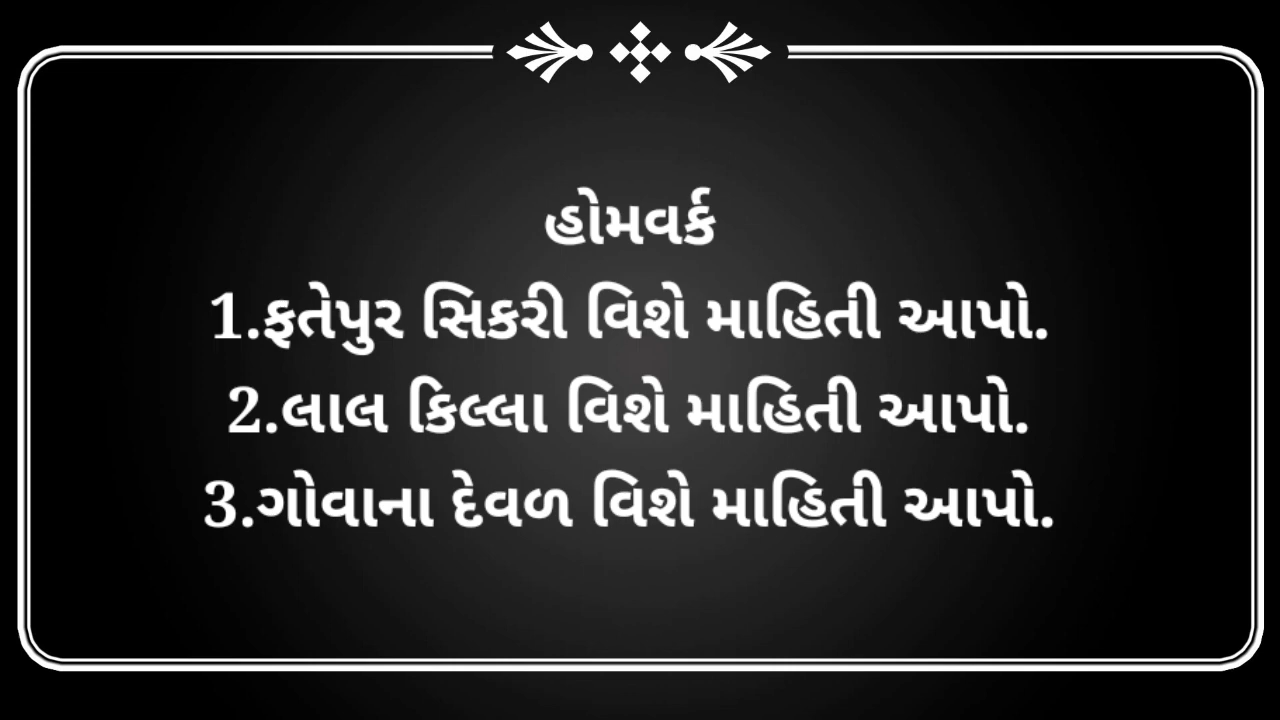 હોમવર્ક
1.ફતેપુર સિકરી વિશે માહિતી આપો.
2.લાલ કિલ્લા વિશે માહિતી આપો.
3.ગોવાના દેવળ વિશે માહિતી આપો.